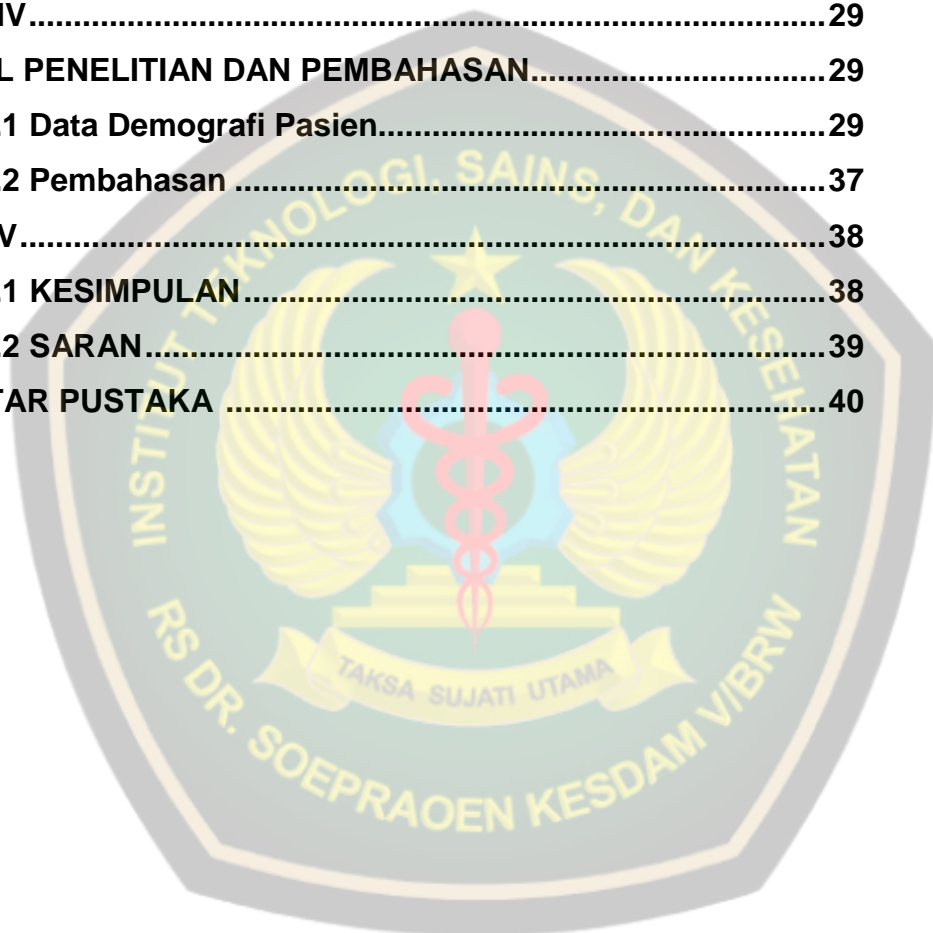 IV........................................29
L PENELITIAN DAN PEMBAHASAN........................................29
.1 Data Demografi Pasien........................................29
.2 Pembahasan ........................................37
V........................................38
.1 KESIMPULAN........................................38
.2 SARAN........................................39
TAR PUSTAKA ........................................40
INSTITUT TEKNOLOGI, SAINS, DAN KESEHATAN
TAKSA SUJATI UTAMA
RS DR. SOEPRAOEN KESDAM V/BRW